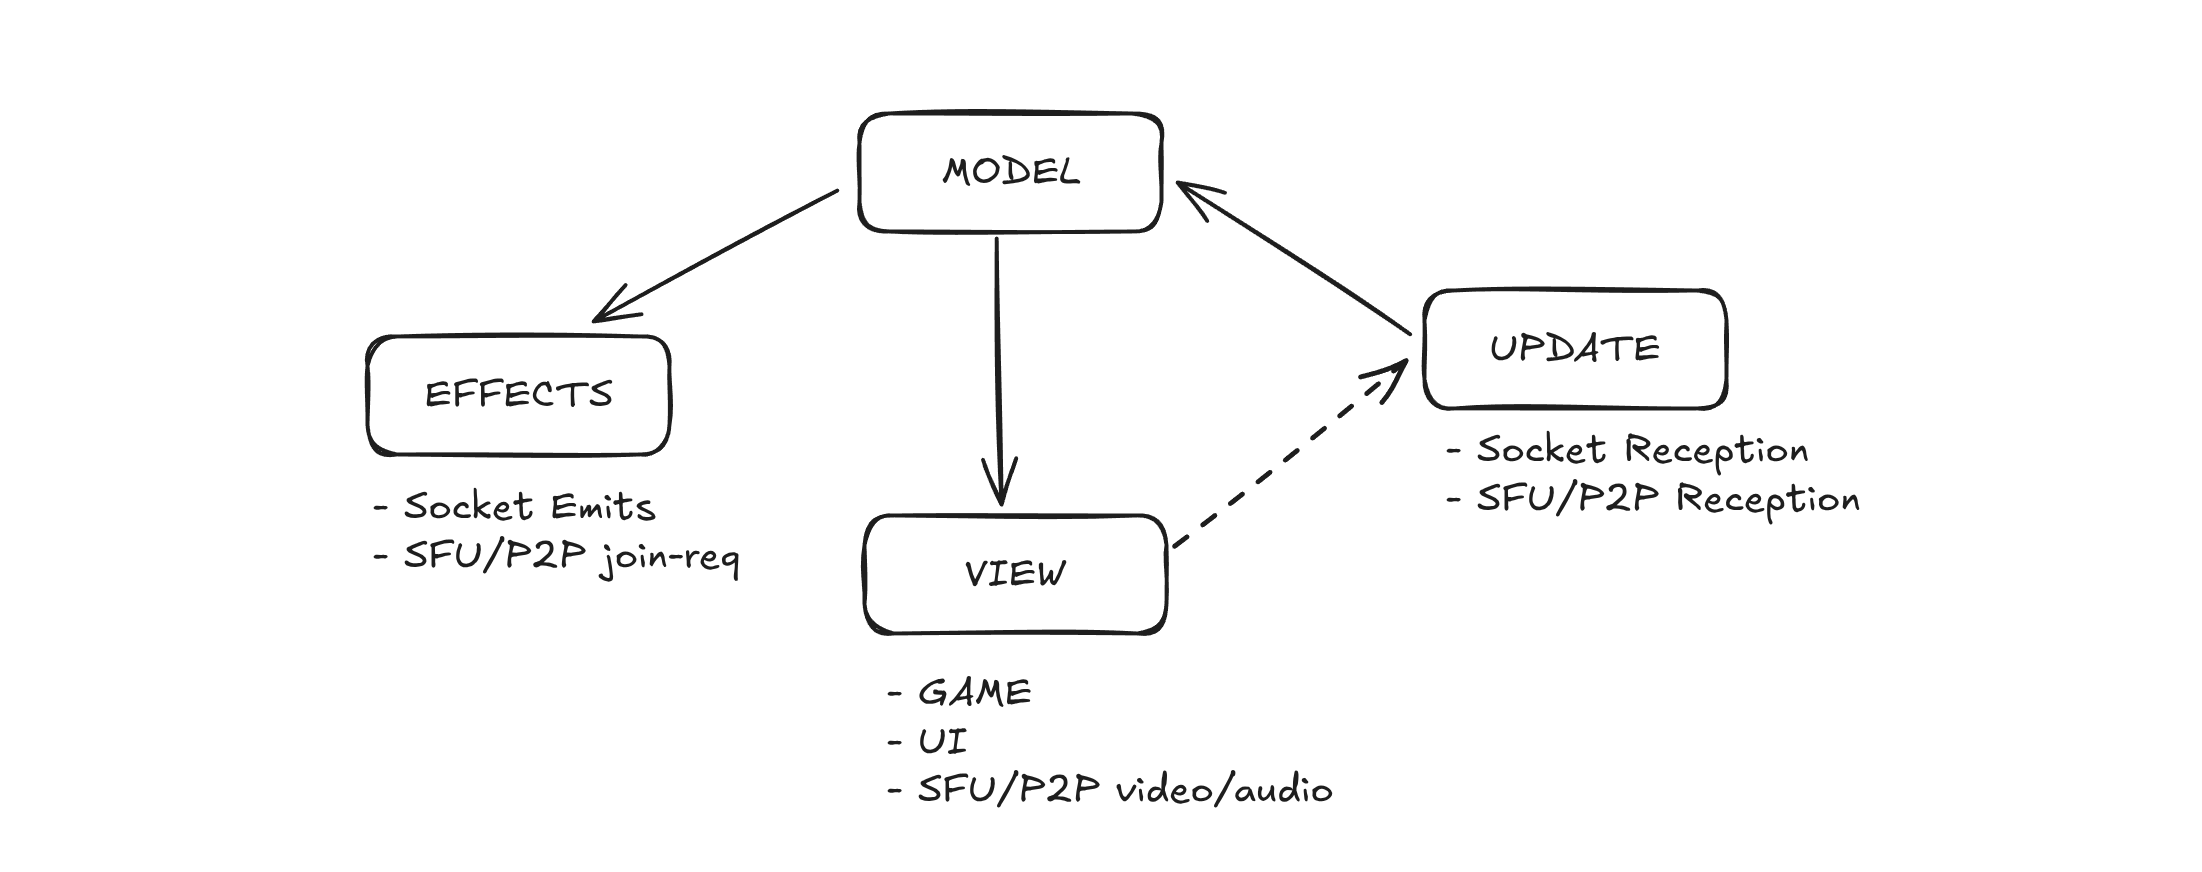 MODEL
EFFECTS
- Socket Emits
- SFU/P2P join-req
UPDATE
- Socket Reception
- SFU/P2P Reception
VIEW
- GAME
- UI
- SFU/P2P video/audio